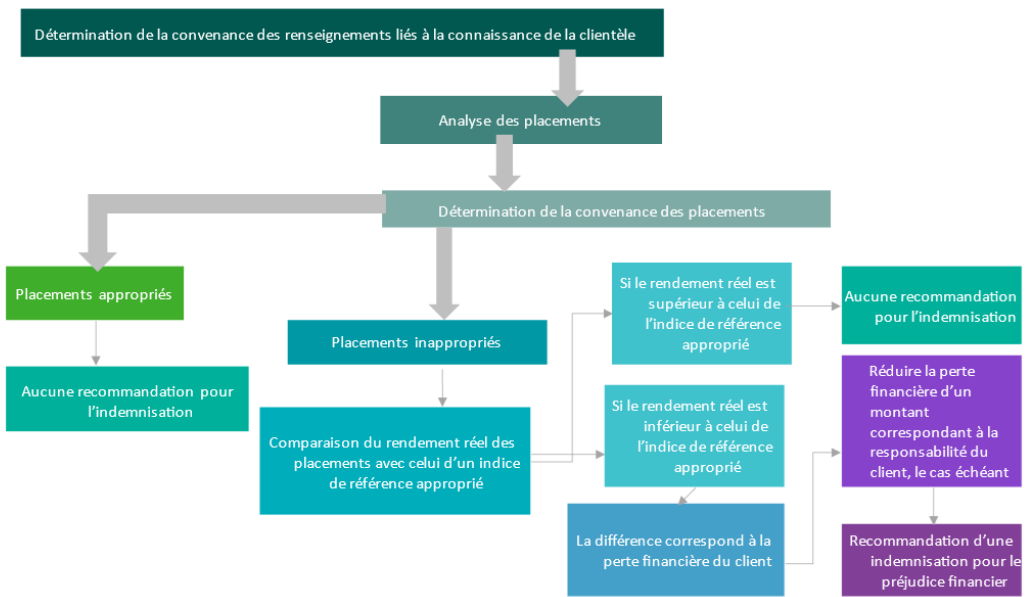 Détermination de la convenance des renseignements liés à la connaissance de la clientèle
Analyse des placements
Détermination de la convenance des placements
Placements appropriés
Aucune recommandation pour
l'indemnisation
Placements inappropriés
Comparaison du rendement réel des
placements avec celui d'un indice
de référence approprié
Si le rendement réel est
supérieur à celui de
l'indice de référence
approprié
Aucune recommandation
pour l'indemnisation
Si le rendement réel est
inférieur à celui de
l'indice de référence
approprié
La différence correspond à la
perte financière du client
Réduire la perte
financière d'un
montant
correspondant à la
responsabilité du
client, le cas échéant
Recommandation d'une
indemnisation pour le
préjudice financier